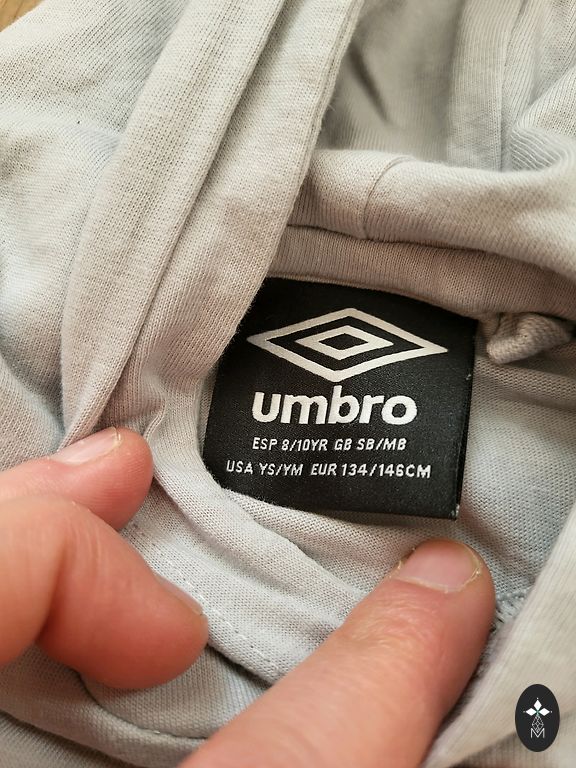 umbro
ESP 8/10YR GB SB/MB
USA YS/YM EUR 134/146CM
M